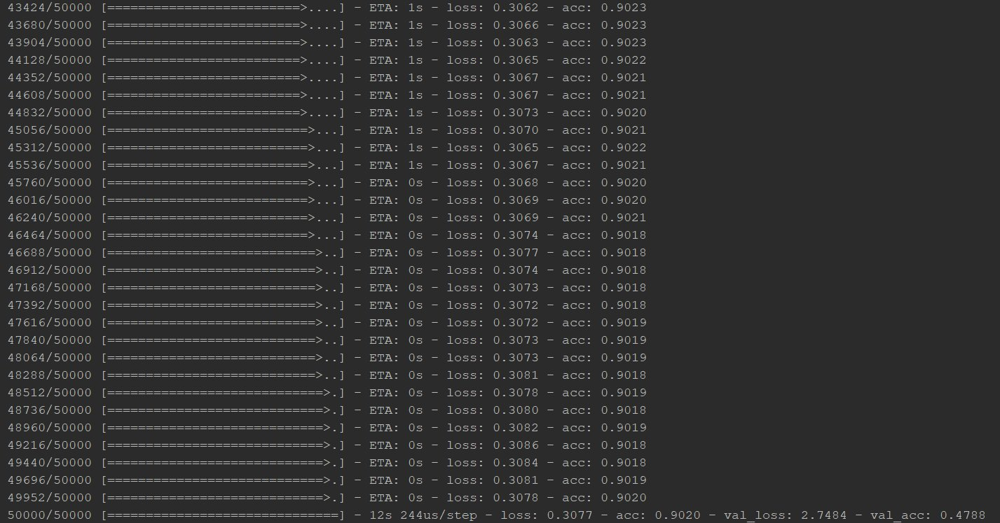 43424/50000 [=========================>....] - ETA: 1s - loss: 0.3062 - acc: 0.9023
43680/50000 [=========================>....] - ETA: 1s - loss: 0.3066 - acc: 0.9023
43904/50000 [=========================>....] - ETA: 1s - loss: 0.3063 - acc: 0.9023
44128/50000 [=========================>....] - ETA: 1s - loss: 0.3065 - acc: 0.9022
44352/50000 [=========================>....] - ETA: 1s - loss: 0.3067 - acc: 0.9021
44608/50000 [=========================>....] - ETA: 1s - loss: 0.3067 - acc: 0.9021
44832/50000 [=========================>....] - ETA: 1s - loss: 0.3073 - acc: 0.9020
45056/50000 [==========================>...] - ETA: 1s - loss: 0.3070 - acc: 0.9021
45312/50000 [==========================>...] - ETA: 1s - loss: 0.3065 - acc: 0.9022
45536/50000 [==========================>...] - ETA: 1s - loss: 0.3067 - acc: 0.9021
45760/50000 [==========================>...] - ETA: 0s - loss: 0.3068 - acc: 0.9020
46016/50000 [==========================>...] - ETA: 0s - loss: 0.3069 - acc: 0.9020
46240/50000 [==========================>...] - ETA: 0s - loss: 0.3069 - acc: 0.9021
46464/50000 [==========================>...] - ETA: 0s - loss: 0.3074 - acc: 0.9018
46688/50000 [===========================>..] - ETA: 0s - loss: 0.3077 - acc: 0.9018
46912/50000 [===========================>..] - ETA: 0s - loss: 0.3074 - acc: 0.9018
47168/50000 [===========================>..] - ETA: 0s - loss: 0.3073 - acc: 0.9018
47392/50000 [===========================>..] - ETA: 0s - loss: 0.3072 - acc: 0.9018
47616/50000 [===========================>..] - ETA: 0s - loss: 0.3072 - acc: 0.9019
47840/50000 [===========================>..] - ETA: 0s - loss: 0.3073 - acc: 0.9019
48064/50000 [===========================>..] - ETA: 0s - loss: 0.3073 - acc: 0.9019
48288/50000 [===========================>..] - ETA: 0s - loss: 0.3081 - acc: 0.9018
48512/50000 [============================>.] - ETA: 0s - loss: 0.3078 - acc: 0.9019
48736/50000 [============================>.] - ETA: 0s - loss: 0.3080 - acc: 0.9018
48960/50000 [============================>.] - ETA: 0s - loss: 0.3082 - acc: 0.9019
49216/50000 [============================>.] - ETA: 0s - loss: 0.3086 - acc: 0.9018
49440/50000 [============================>.] - ETA: 0s - loss: 0.3084 - acc: 0.9018
49696/50000 [============================>.] - ETA: 0s - loss: 0.3081 - acc: 0.9019
49952/50000 [============================>.] - ETA: 0s - loss: 0.3078 - acc: 0.9020
50000/50000 [==============================] - 12s 244us/step - loss: 0.3077 - acc: 0.9020 - val_loss: 2.7484 - val_acc: 0.4788